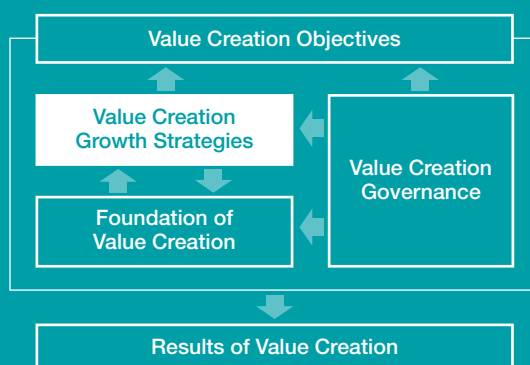 Value Creation Objectives
Value Creation
Growth Strategies
Value Creation
Governance
Foundation of
Value Creation
Results of Value Creation